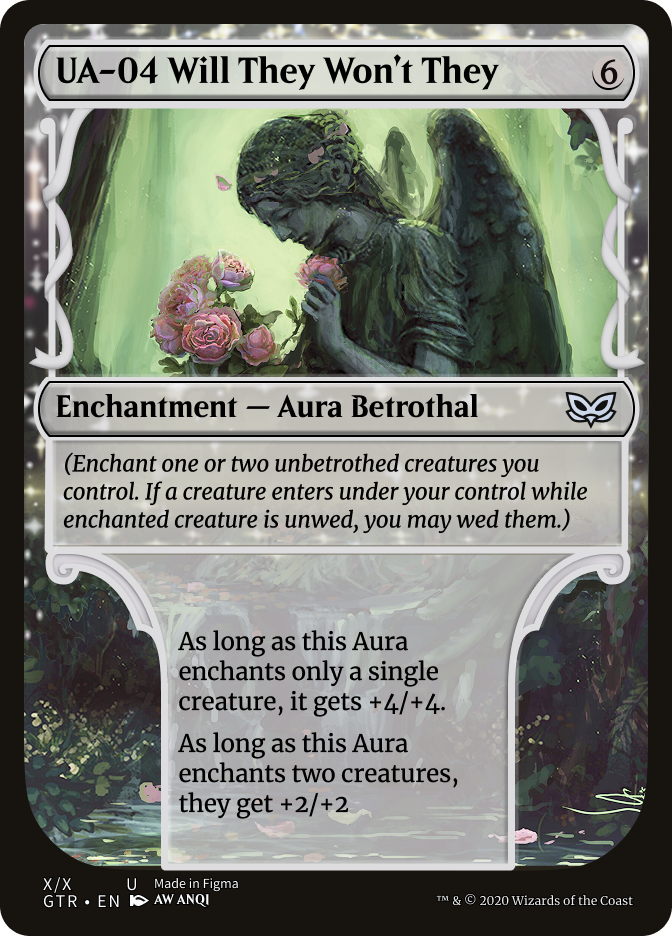 UA-04 Will They Won't They 6
Enchantment — Aura Betrothal
(Enchant one or two unbetrothed creatures you
control. If a creature enters under your control while
enchanted creature is unwed, you may wed them.)
As long as this Aura
enchants only a single
creature, it gets +4/+4.
As long as this Aura
enchants two creatures,
they get +2/+2
X/X U Made in Figma
GTR • EN AW ANQI ™ & © 2020 Wizards of the Coast